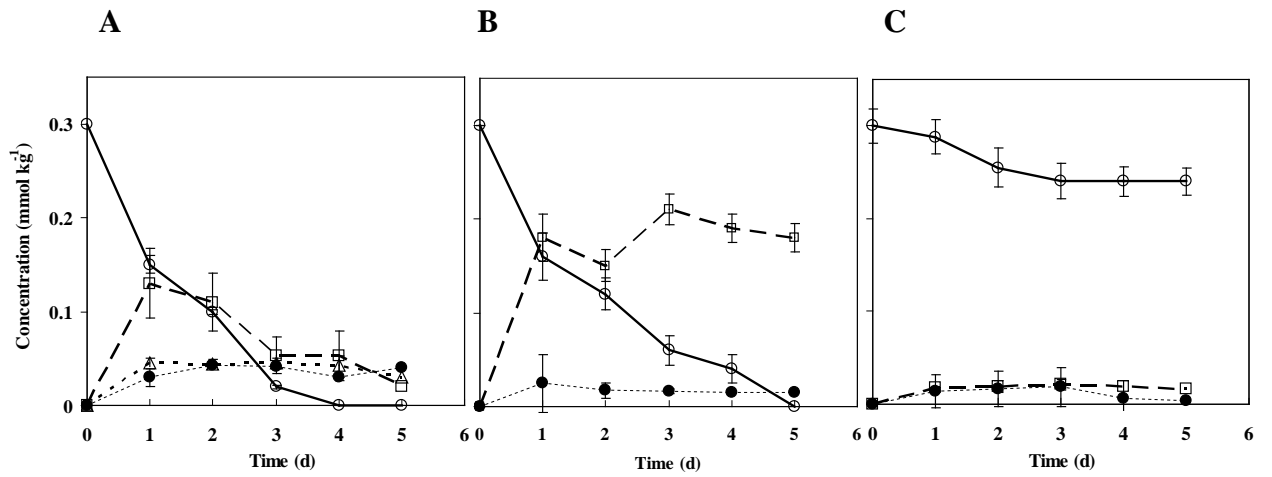 A B C
Concentration (mmol kg-1)
0.3
0.2
0.1
0
0 1 2 3 4 5 6 0 1 2 3 4 5 6 0 1 2 3 4 5 6
Time (d) Time (d) Time (d)